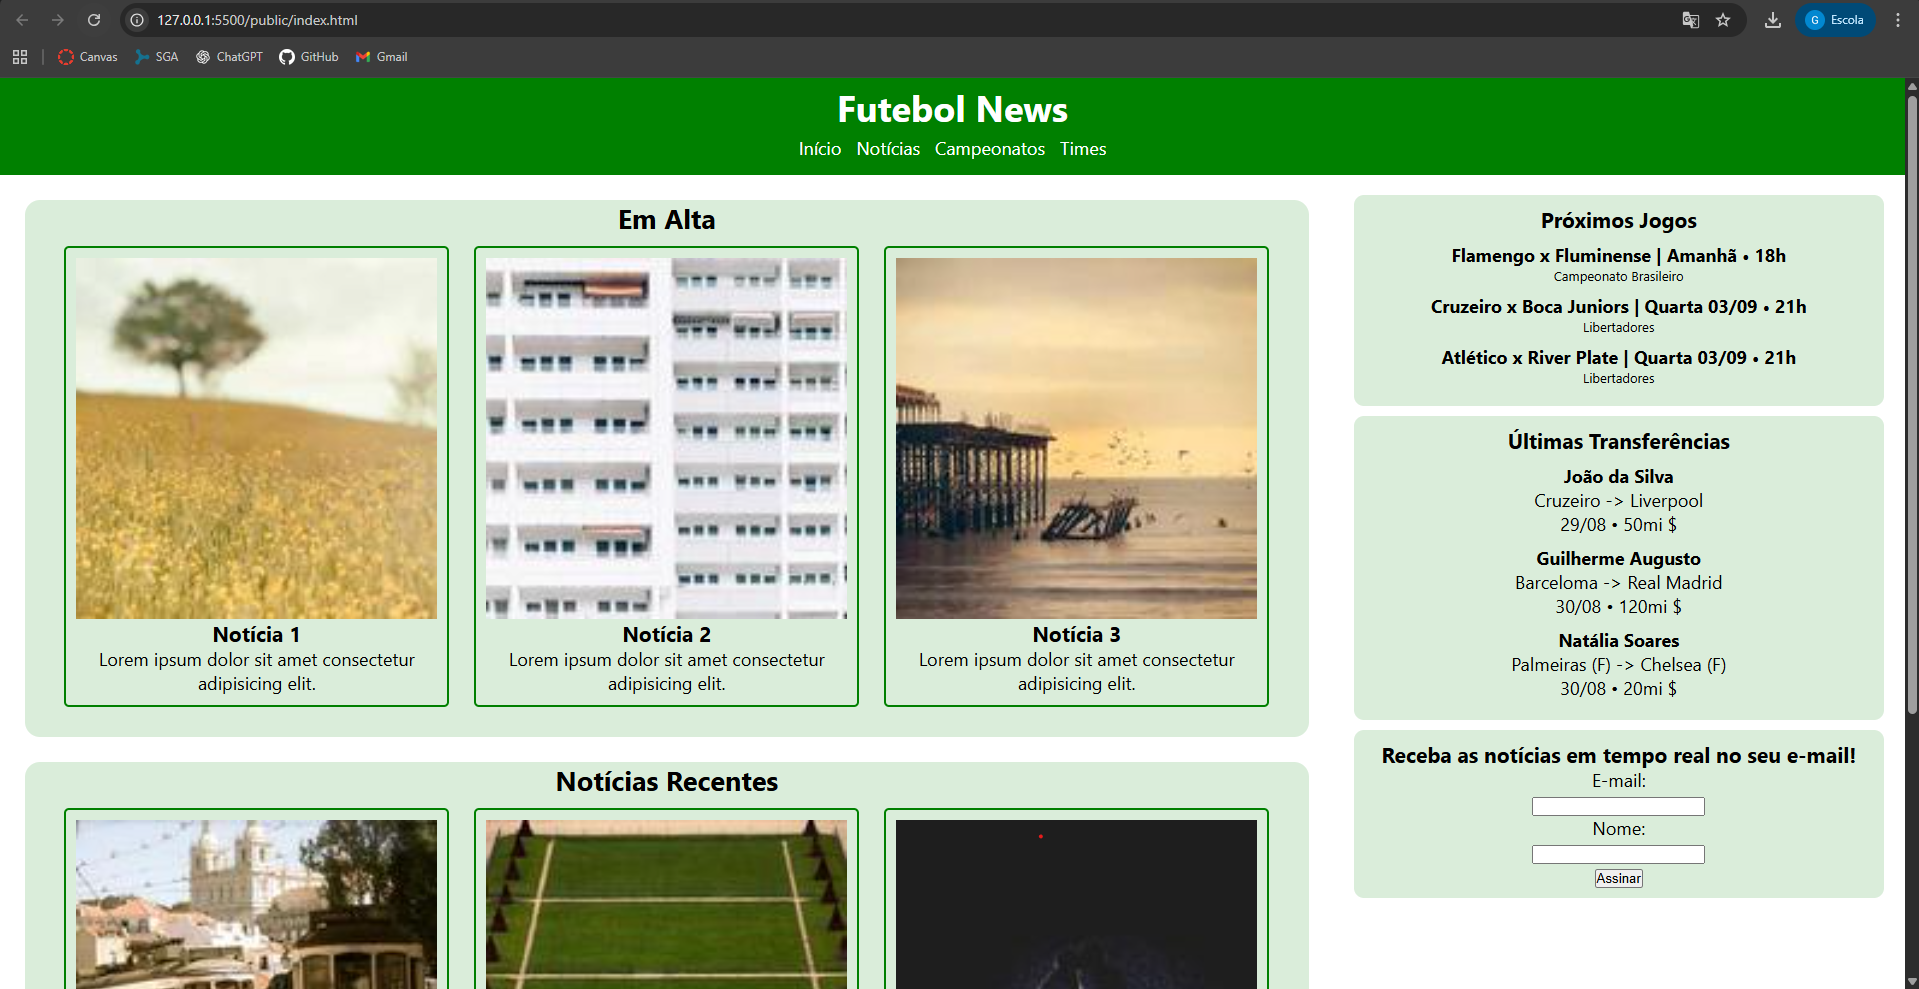 127.0.0.1:5500/public/index.html
G Escola
Canvas SGA ChatGPT GitHub Gmail
Futebol News
Início Notícias Campeonatos Times
Em Alta
Notícia 1
Lorem ipsum dolor sit amet consectetur
adipisicing elit.
Notícia 2
Lorem ipsum dolor sit amet consectetur
adipisicing elit.
Notícia 3
Lorem ipsum dolor sit amet consectetur
adipisicing elit.
Notícias Recentes
Próximos Jogos
Flamengo x Fluminense | Amanhã • 18h
Campeonato Brasileiro
Cruzeiro x Boca Juniors | Quarta 03/09 • 21h
Libertadores
Atlético x River Plate | Quarta 03/09 • 21h
Libertadores
Últimas Transferências
João da Silva
Cruzeiro -> Liverpool
29/08 • 50mi $
Guilherme Augusto
Barceloma -> Real Madrid
30/08 • 120mi $
Natália Soares
Palmeiras (F) -> Chelsea (F)
30/08 • 20mi $
Receba as notícias em tempo real no seu e-mail!
E-mail:
Nome:
Assinar